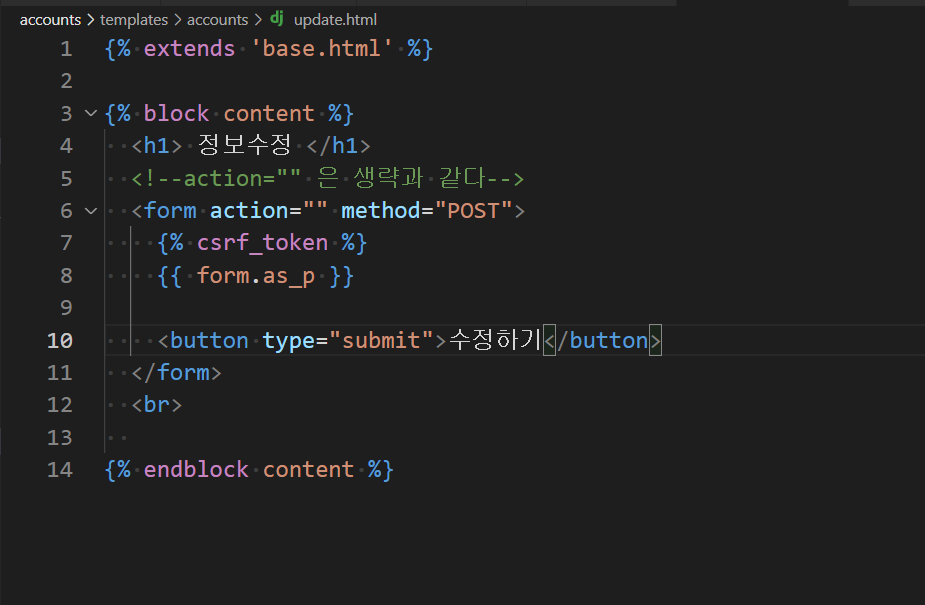 accounts > templates > accounts > dj update.html
1 {% extends 'base.html' %}
2
3 {% block content %}
4 <h1> 정보수정 </h1>
5 <!--action="" 은 생략과 같다-->
6 <form action="" method="POST">
7 {% csrf_token %}
8 {{ form.as_p }}
9
10 <button type="submit">수정하기</button>
11 </form>
12 <br>
13
14 {% endblock content %}